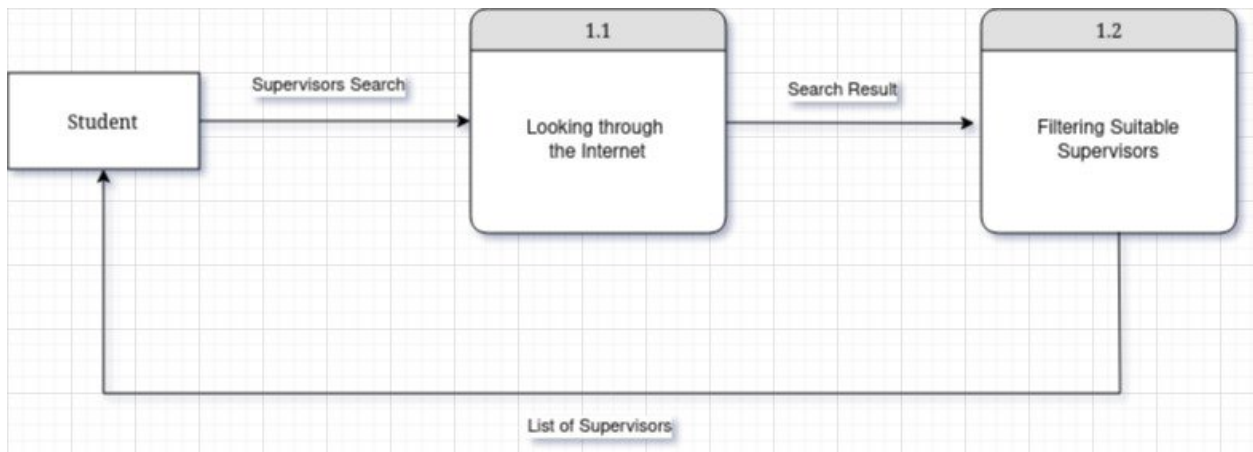 1.1
1.2
Student
Supervisors Search
Looking through
the Internet
Search Result
Filtering Suitable
Supervisors
List of Supervisors